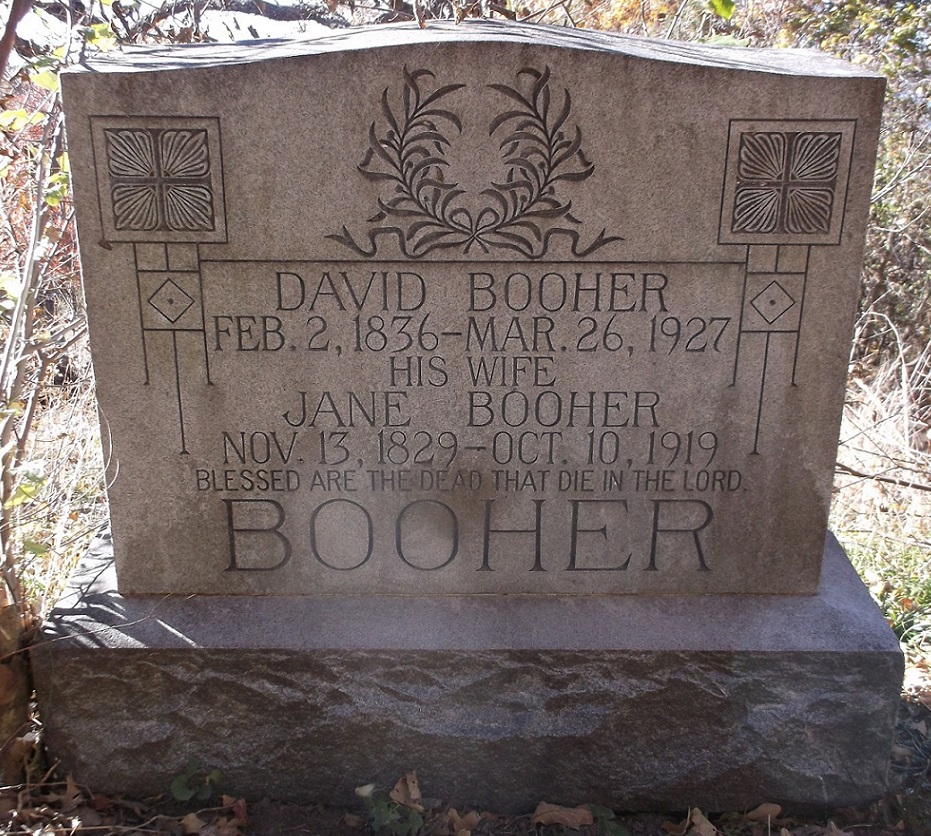 DAVID BOOHER
FEB. 2, 1836–MAR. 26, 1927
HIS WIFE
JANE BOOHER
NOV. 13, 1829–OCT. 10, 1919
BLESSED ARE THE DEAD THAT DIE IN THE LORD.
BOOHER